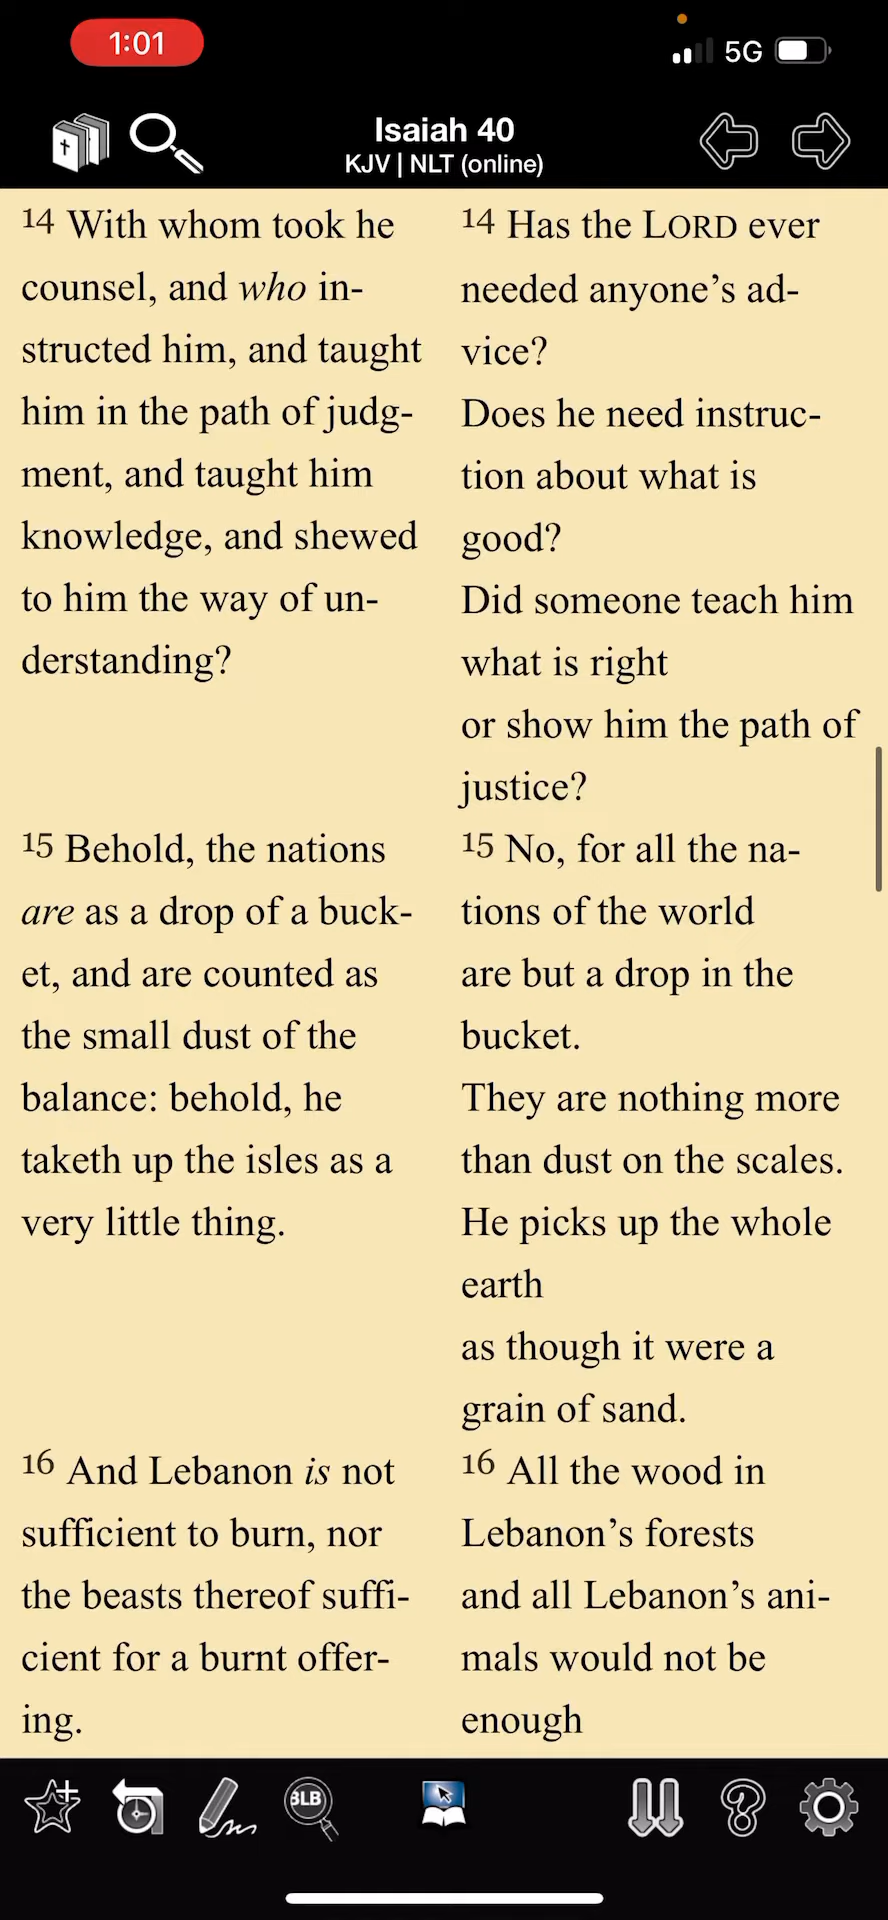 1:01
5G
Isaiah 40
KJV | NLT (online)
14 With whom took he
counsel, and who in-
structed him, and taught
him in the path of judg-
ment, and taught him
knowledge, and shewed
to him the way of un-
derstanding?
15 Behold, the nations
are as a drop of a buck-
et, and are counted as
the small dust of the
balance: behold, he
taketh up the isles as a
very little thing.
16 And Lebanon is not
sufficient to burn, nor
the beasts thereof suffi-
cient for a burnt offer-
ing.
14 Has the LORD ever
needed anyone’s ad-
vice?
Does he need instruc-
tion about what is
good?
Did someone teach him
what is right
or show him the path of
justice?
15 No, for all the na-
tions of the world
are but a drop in the
bucket.
They are nothing more
than dust on the scales.
He picks up the whole
earth
as though it were a
grain of sand.
16 All the wood in
Lebanon’s forests
and all Lebanon’s ani-
mals would not be
enough
BLB